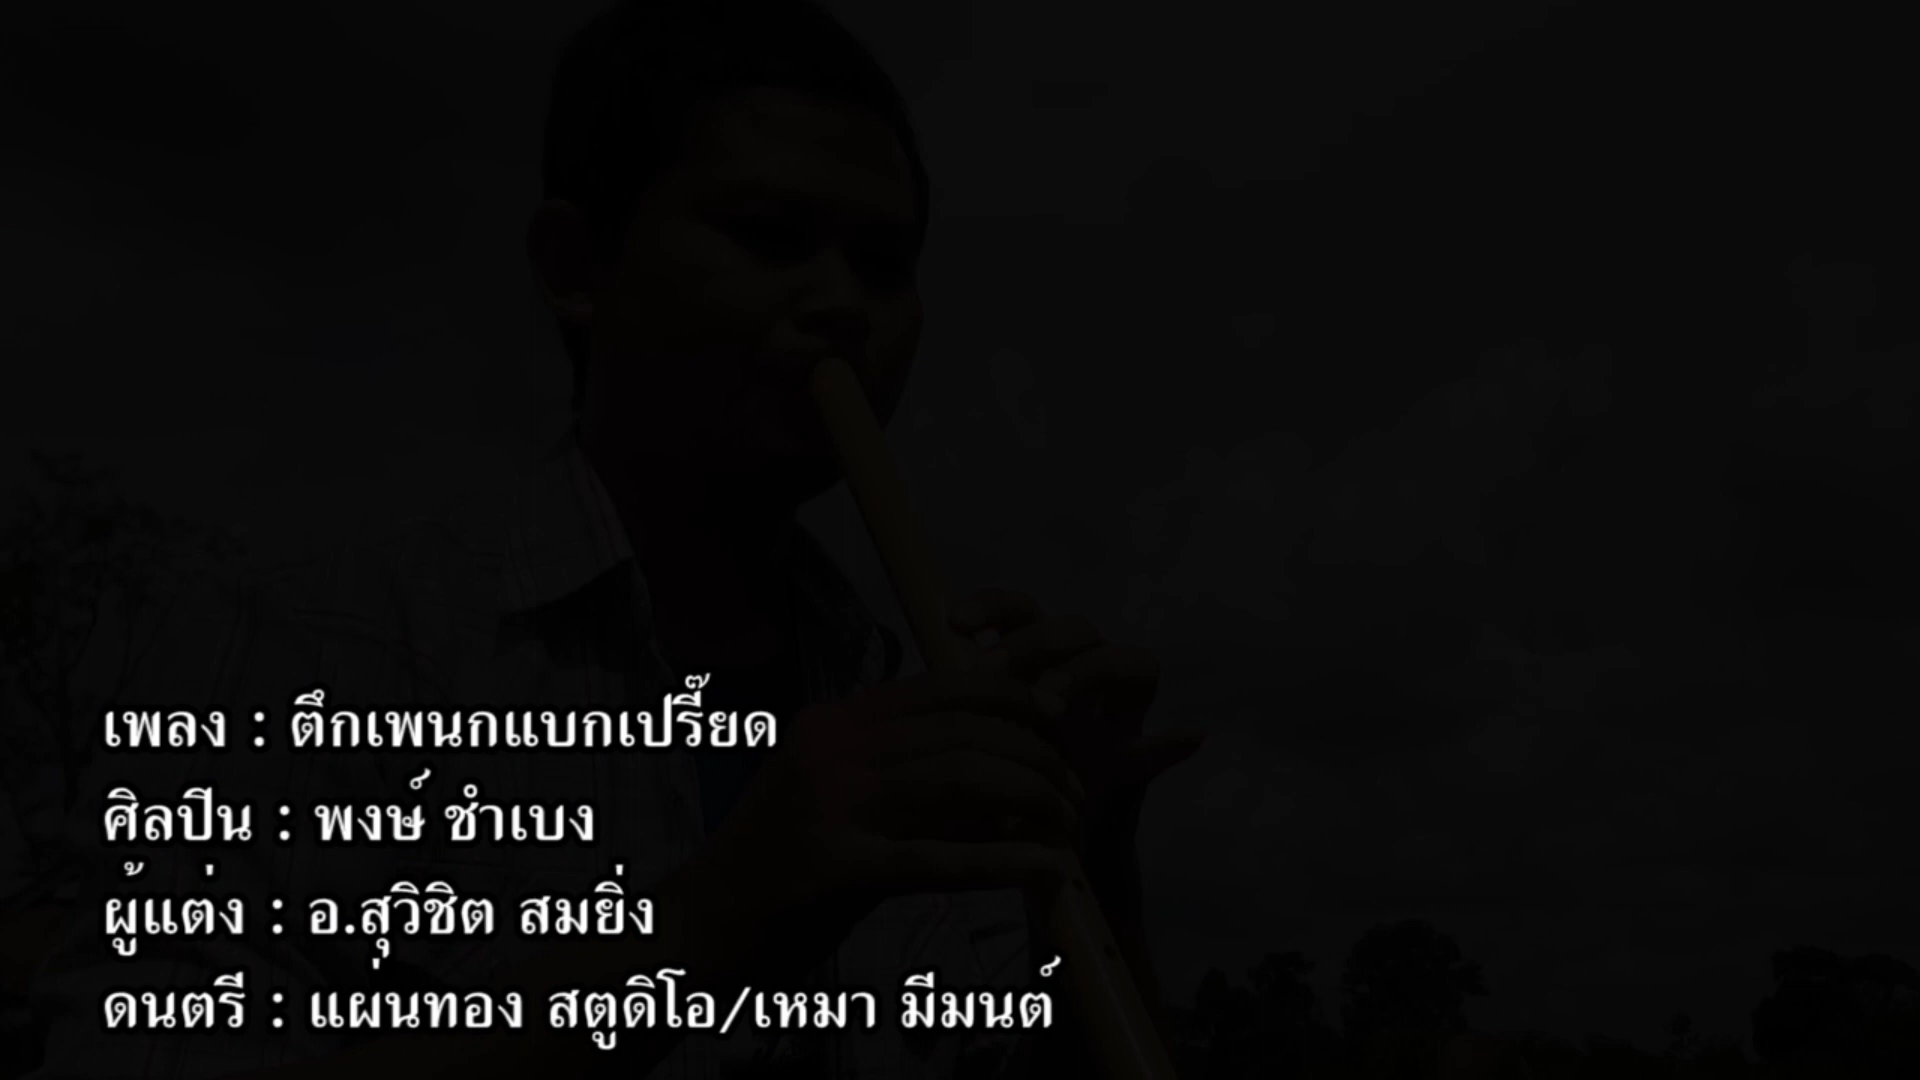 เพลง : ตึกเพนกแบกเปรี๊ยด
ศิลปิน : พงษ์ ชำเบง
ผู้แต่ง : อ.สุวิชิต สมยิ่ง
ดนตรี : แผ่นทอง สตูดิโอ/เหมา มีมนต์